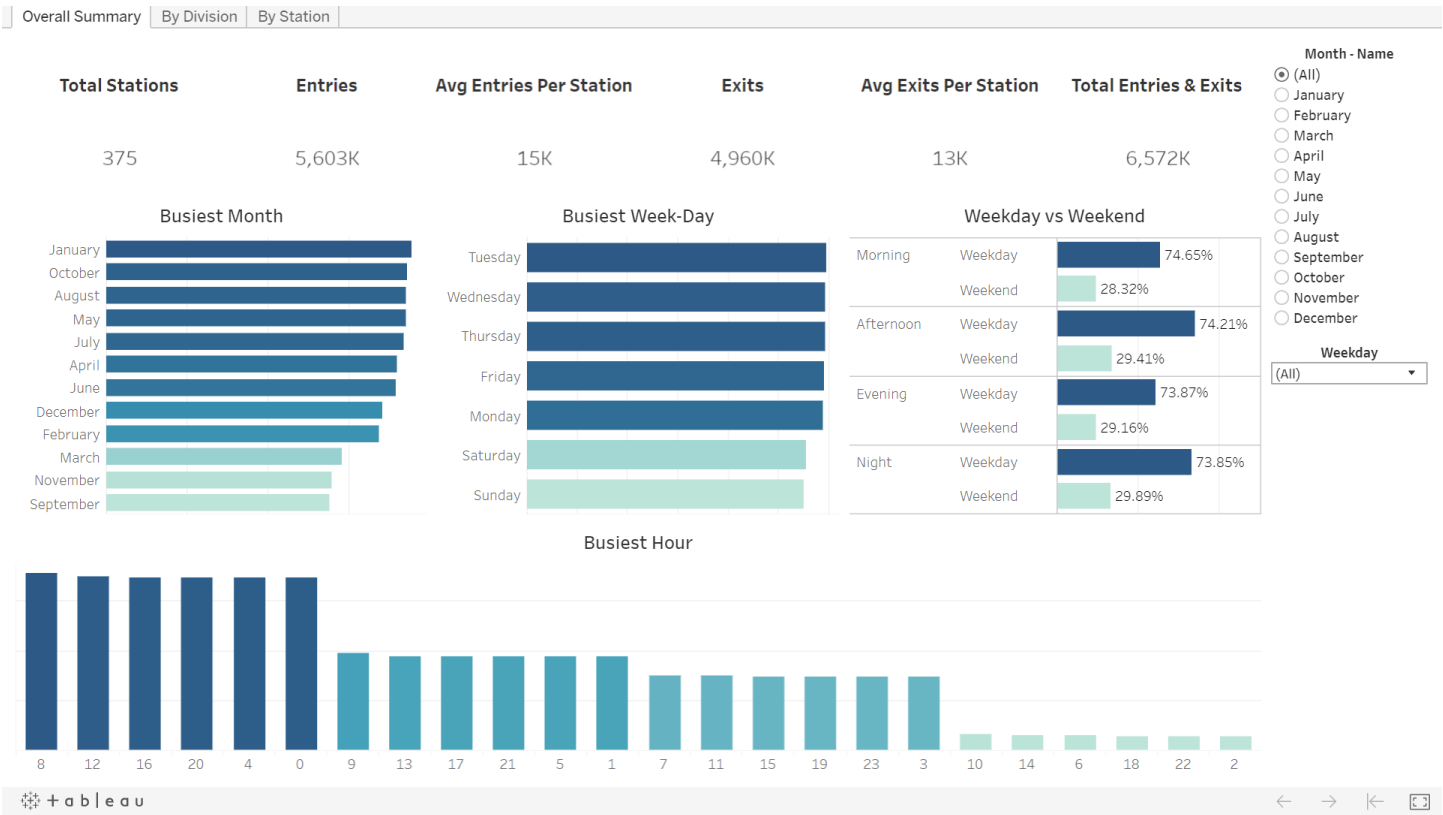 Overall Summary By Division By Station
Month - Name
(All)
January
February
March
April
May
June
July
August
September
October
November
December
Weekday
(All)
Total Stations Entries Avg Entries Per Station Exits Avg Exits Per Station Total Entries & Exits
375 5,603K 15K 4,960K 13K 6,572K
Busiest Month
January
October
August
May
July
April
June
December
February
March
November
September
Busiest Week-Day
Tuesday
Wednesday
Thursday
Friday
Monday
Saturday
Sunday
Weekday vs Weekend
Morning Weekday 74.65%
Weekend 28.32%
Afternoon Weekday 74.21%
Weekend 29.41%
Evening Weekday 73.87%
Weekend 29.16%
Night Weekday 73.85%
Weekend 29.89%
Busiest Hour
8 12 16 20 4 0 9 13 17 21 5 1 7 11 15 19 23 3 10 14 6 18 22 2
+ a b l e a u